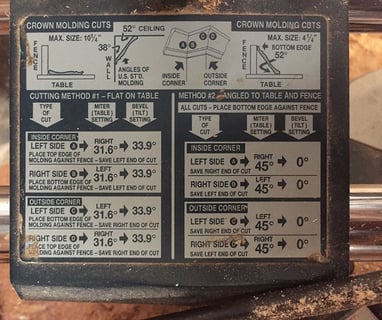 CROWN MOLDING CUTS
MAX. SIZE: 10¼"
FENCE
TABLE
52° CEILING
38°
WALL
ANGLES OF
U.S. ST'D.
MOLDING
A B C D
INSIDE
CORNER
OUTSIDE
CORNER
CROWN MOLDING CUTS
MAX. SIZE: 4½"
FENCE
BOTTOM EDGE
52°
TABLE
CUTTING METHOD #1 – FLAT ON TABLE
TYPE OF CUT
MITER (TABLE) SETTING
BEVEL (TILT) SETTING
INSIDE CORNER
LEFT SIDE A RIGHT 31.6° 33.9°
PLACE TOP EDGE OF
MOLDING AGAINST FENCE – SAVE LEFT END OF CUT
RIGHT SIDE B LEFT 31.6° 33.9°
PLACE BOTTOM EDGE OF
MOLDING AGAINST FENCE – SAVE LEFT END OF CUT
OUTSIDE CORNER
LEFT SIDE C LEFT 31.6° 33.9°
PLACE BOTTOM EDGE OF
MOLDING AGAINST FENCE – SAVE RIGHT END OF CUT
RIGHT SIDE D RIGHT 31.6° 33.9°
PLACE TOP EDGE OF
MOLDING AGAINST FENCE – SAVE RIGHT END OF CUT
METHOD #2 ANGLED TO TABLE AND FENCE
ALL CUTS – PLACE BOTTOM EDGE AGAINST FENCE
TYPE OF CUT
MITER (TABLE) SETTING
BEVEL (TILT) SETTING
INSIDE CORNER
LEFT SIDE A RIGHT 45° 0°
SAVE RIGHT END OF CUT
RIGHT SIDE B LEFT 45° 0°
SAVE LEFT END OF CUT
OUTSIDE CORNER
LEFT SIDE C LEFT 45° 0°
SAVE RIGHT END OF CUT
RIGHT SIDE RIGHT 45° 0°
SAVE LEFT END OF CUT